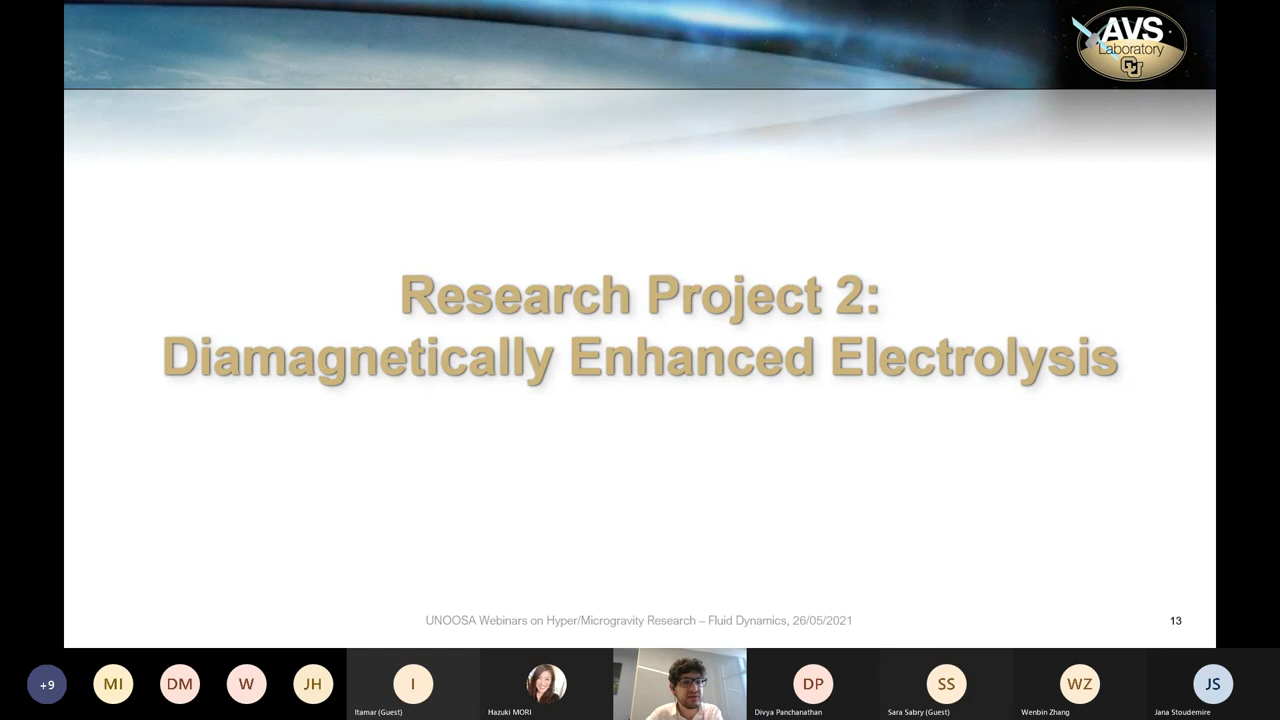 AVS
Laboratory
CU
Research Project 2:
Diamagnetically Enhanced Electrolysis
UNOOSA Webinars on Hyper/Microgravity Research – Fluid Dynamics, 26/05/2021
13
+9
MI
DM
W
JH
I
Itamar (Guest)
Hazuki MORI
DP
Divya Panchanathan
SS
Sara Sabry (Guest)
WZ
Wenbin Zhang
JS
Jana Stoudemire